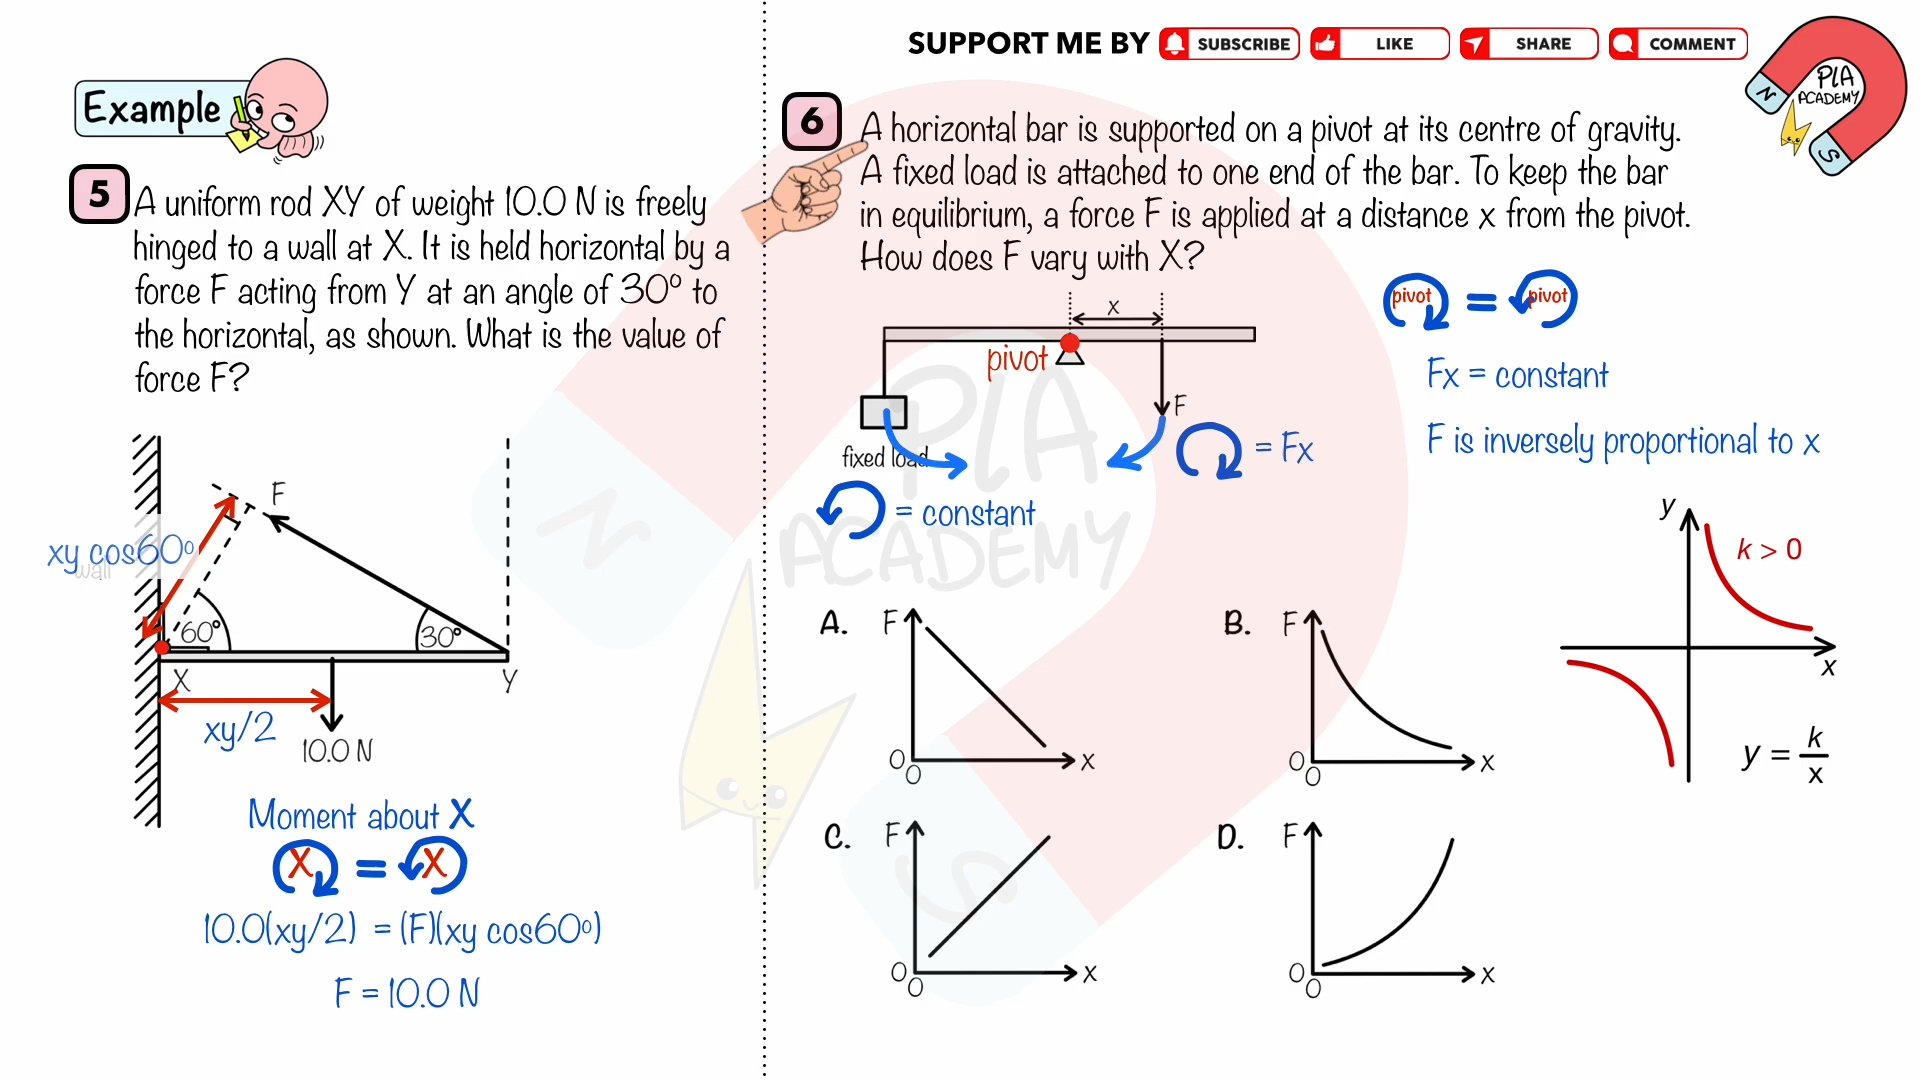 SUPPORT ME BY
SUBSCRIBE
LIKE
SHARE
COMMENT
PLA
ACADEMY
N
S
Example
5
A uniform rod XY of weight 10.0 N is freely
hinged to a wall at X. It is held horizontal by a
force F acting from Y at an angle of 30° to
the horizontal, as shown. What is the value of
force F?
F
xy cos60°
wall
60°
30°
X
Y
xy/2
10.0 N
Moment about X
X = X
10.0(xy/2) = (F)(xy cos60°)
F = 10.0 N
6
A horizontal bar is supported on a pivot at its centre of gravity.
A fixed load is attached to one end of the bar. To keep the bar
in equilibrium, a force F is applied at a distance x from the pivot.
How does F vary with X?
x
pivot
F
fixed load
= Fx
= constant
pivot = pivot
Fx = constant
F is inversely proportional to x
y
k > 0
x
y = k/x
A. F
O
O
x
B. F
O
O
x
C. F
O
O
x
D. F
O
O
x
PLA
ACADEMY
N
S